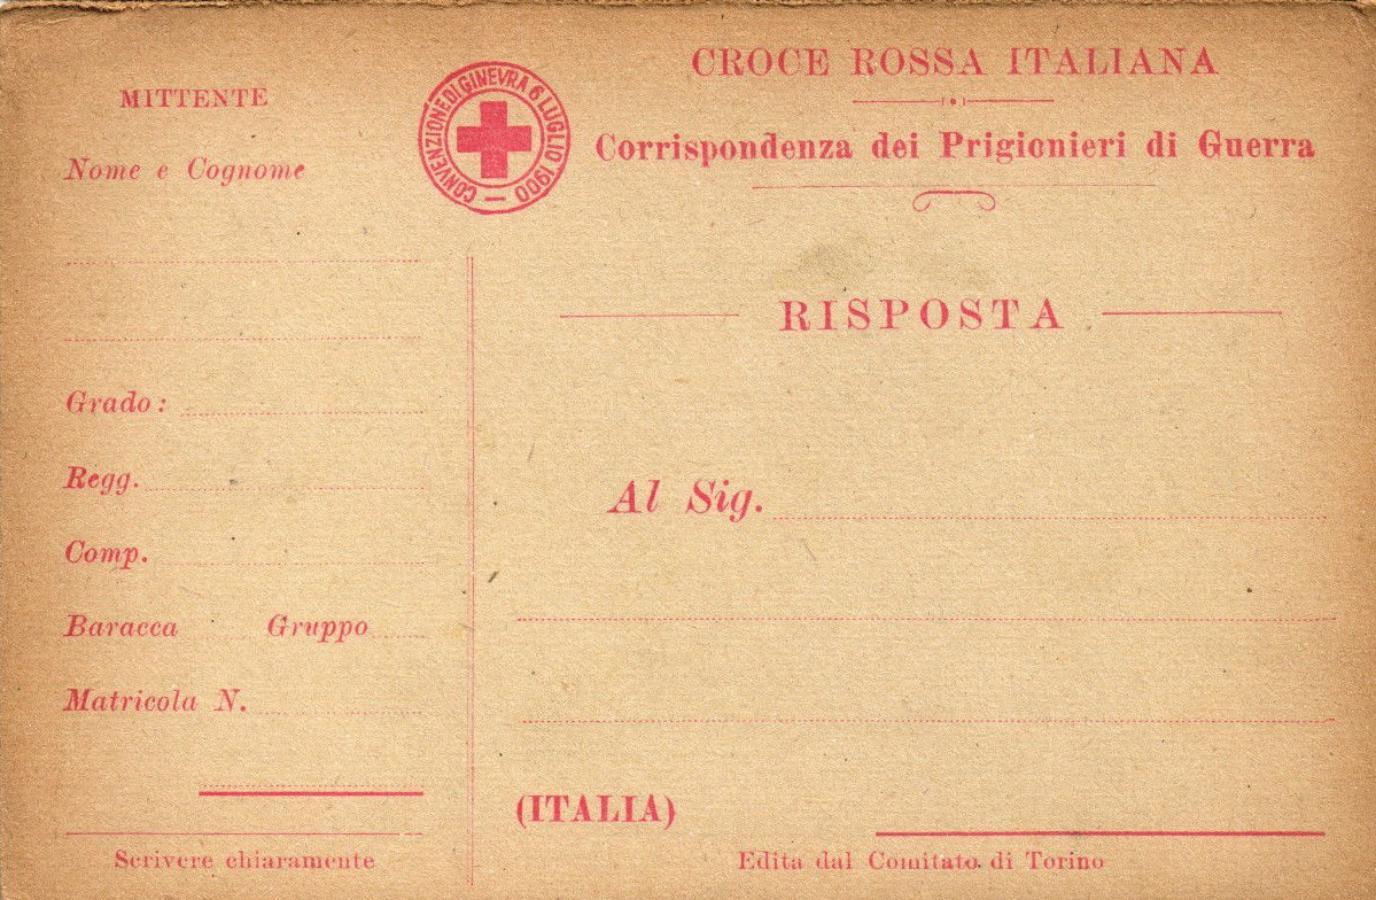 MITTENTE
Nome e Cognome
Grado:
Regg.
Comp.
Baracca Gruppo
Matricola N.
Scrivere chiaramente
CONVENZIONE DI GINEVRA 6 LUGLIO 1900 —
CROCE ROSSA ITALIANA
Corrispondenza dei Prigionieri di Guerra
RISPOSTA
Al Sig.
(ITALIA)
Edita dal Comitato di Torino